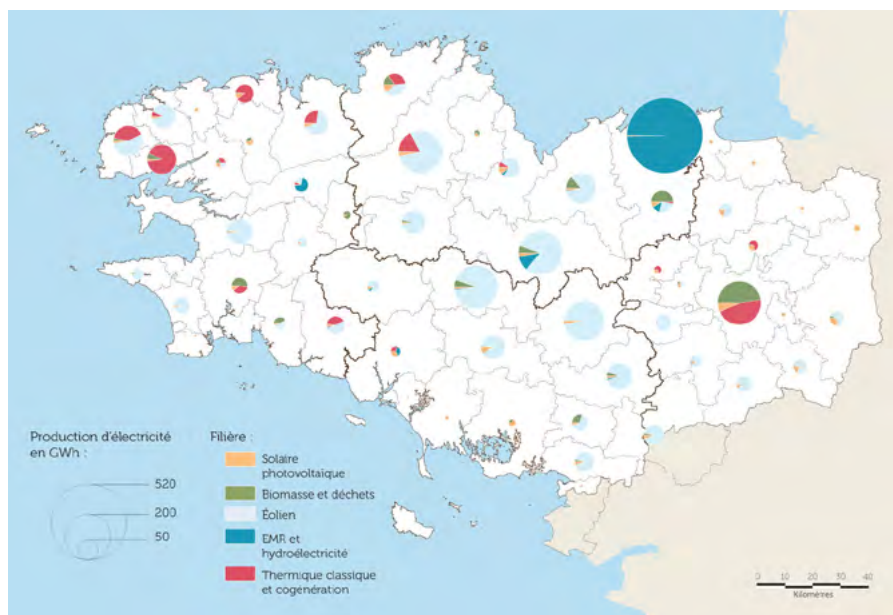 Production d'électricité
en GWh :
520
200
50
Filière :
Solaire
photovoltaïque
Biomasse et déchets
Éolien
EMR et
hydroélectricité
Thermique classique
et cogénération
0 10 20 30 40
Kilomètres